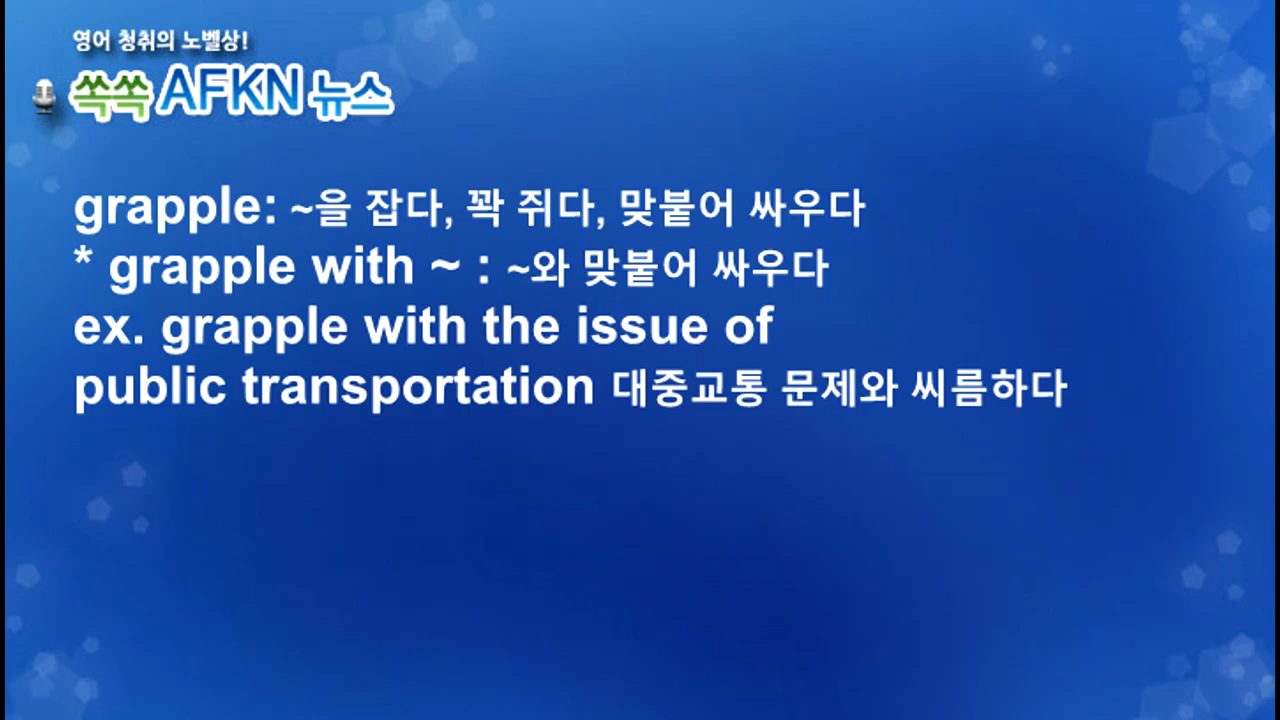 영어 청취의 노벨상!
쏙쏙 AFKN 뉴스
grapple: ~을 잡다, 꽉 쥐다, 맞붙어 싸우다
* grapple with ~ : ~와 맞붙어 싸우다
ex. grapple with the issue of
public transportation 대중교통 문제와 씨름하다